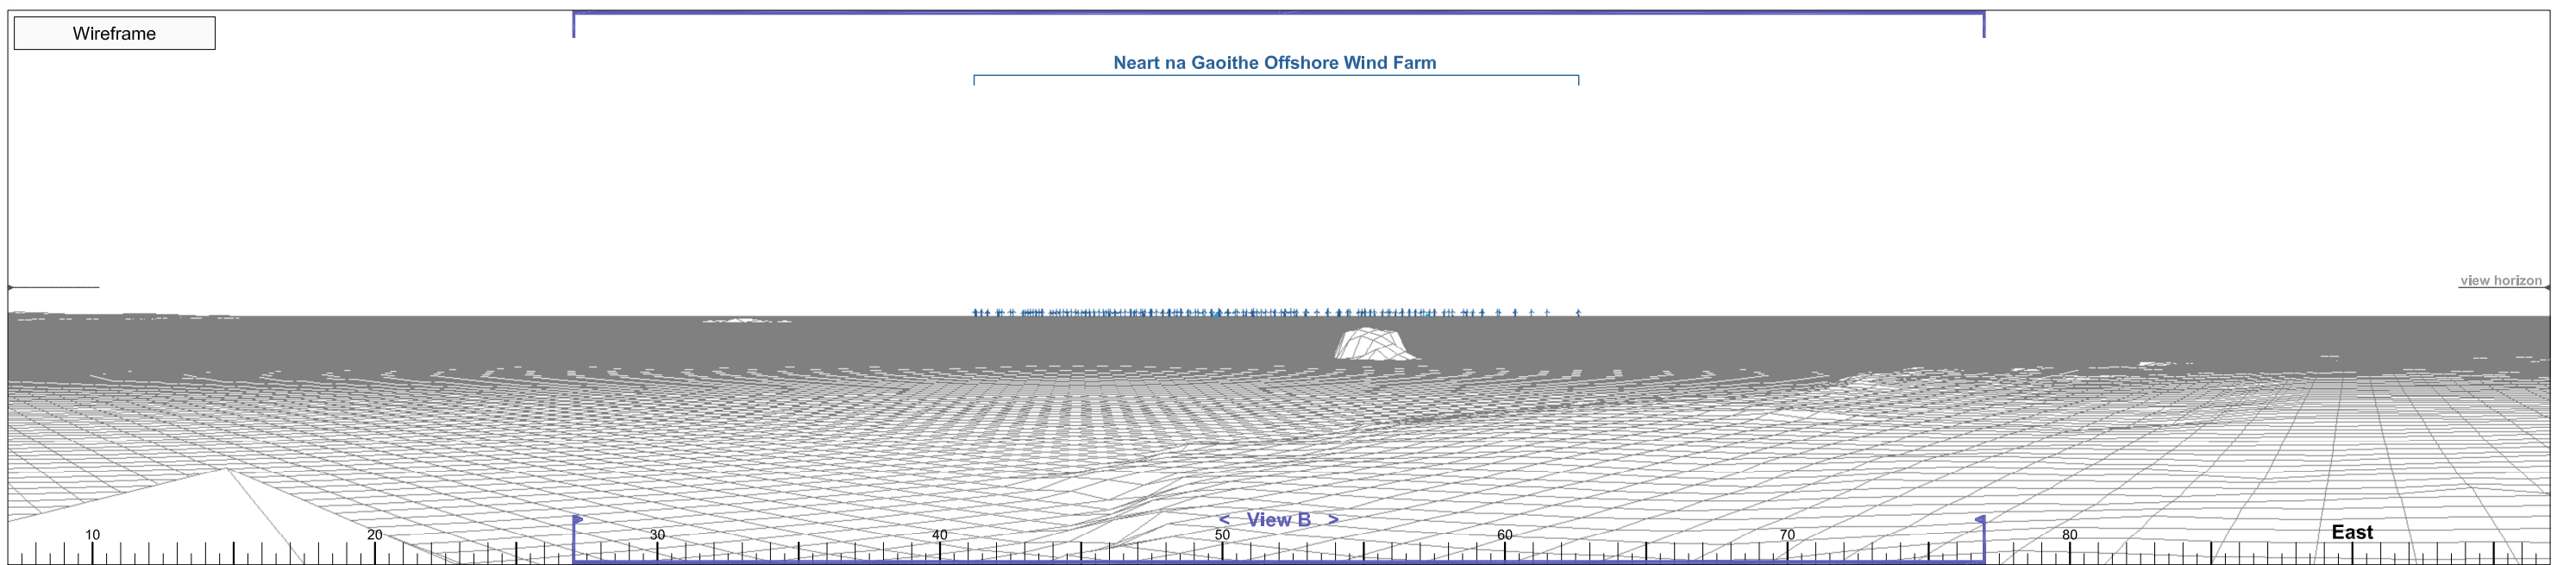 Wireframe
Neart na Gaoithe Offshore Wind Farm
view horizon
< View B >
10 20 30 40 50 60 70 80 East